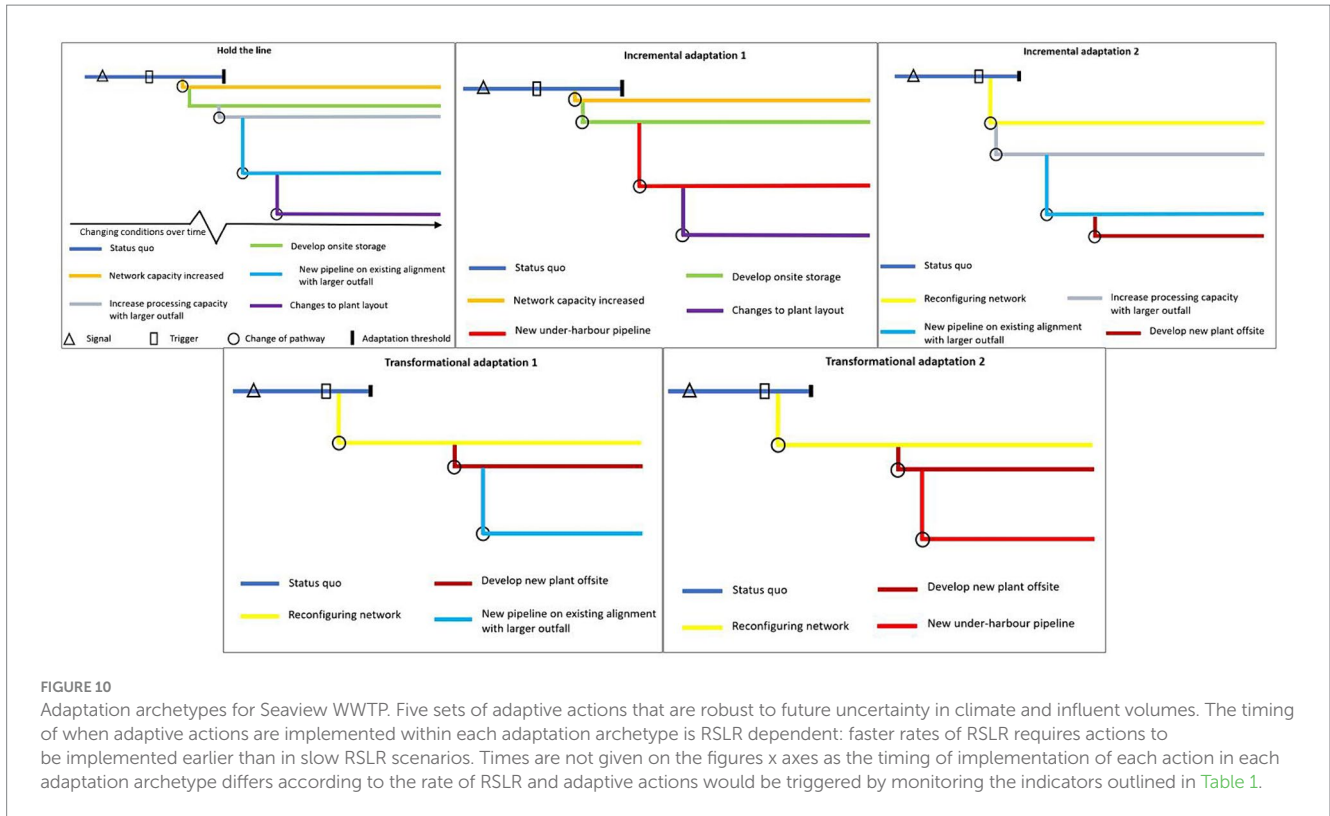 Hold the line
Changing conditions over time
Status quo
Develop onsite storage
Network capacity increased
New pipeline on existing alignment
with larger outfall
Increase processing capacity
with larger outfall
Changes to plant layout
Signal
Trigger
Change of pathway
Adaptation threshold
Incremental adaptation 1
Status quo
Develop onsite storage
Network capacity increased
Changes to plant layout
New under-harbour pipeline
Incremental adaptation 2
Status quo
Reconfiguring network
Increase processing capacity
with larger outfall
New pipeline on existing alignment
with larger outfall
Develop new plant offsite
Transformational adaptation 1
Status quo
Develop new plant offsite
Reconfiguring network
New pipeline on existing alignment
with larger outfall
Transformational adaptation 2
Status quo
Develop new plant offsite
Reconfiguring network
New under-harbour pipeline
FIGURE 10
Adaptation archetypes for Seaview WWTP. Five sets of adaptive actions that are robust to future uncertainty in climate and influent volumes. The timing
of when adaptive actions are implemented within each adaptation archetype is RSLR dependent: faster rates of RSLR requires actions to
be implemented earlier than in slow RSLR scenarios. Times are not given on the figures x axes as the timing of implementation of each action in each
adaptation archetype differs according to the rate of RSLR and adaptive actions would be triggered by monitoring the indicators outlined in Table 1.